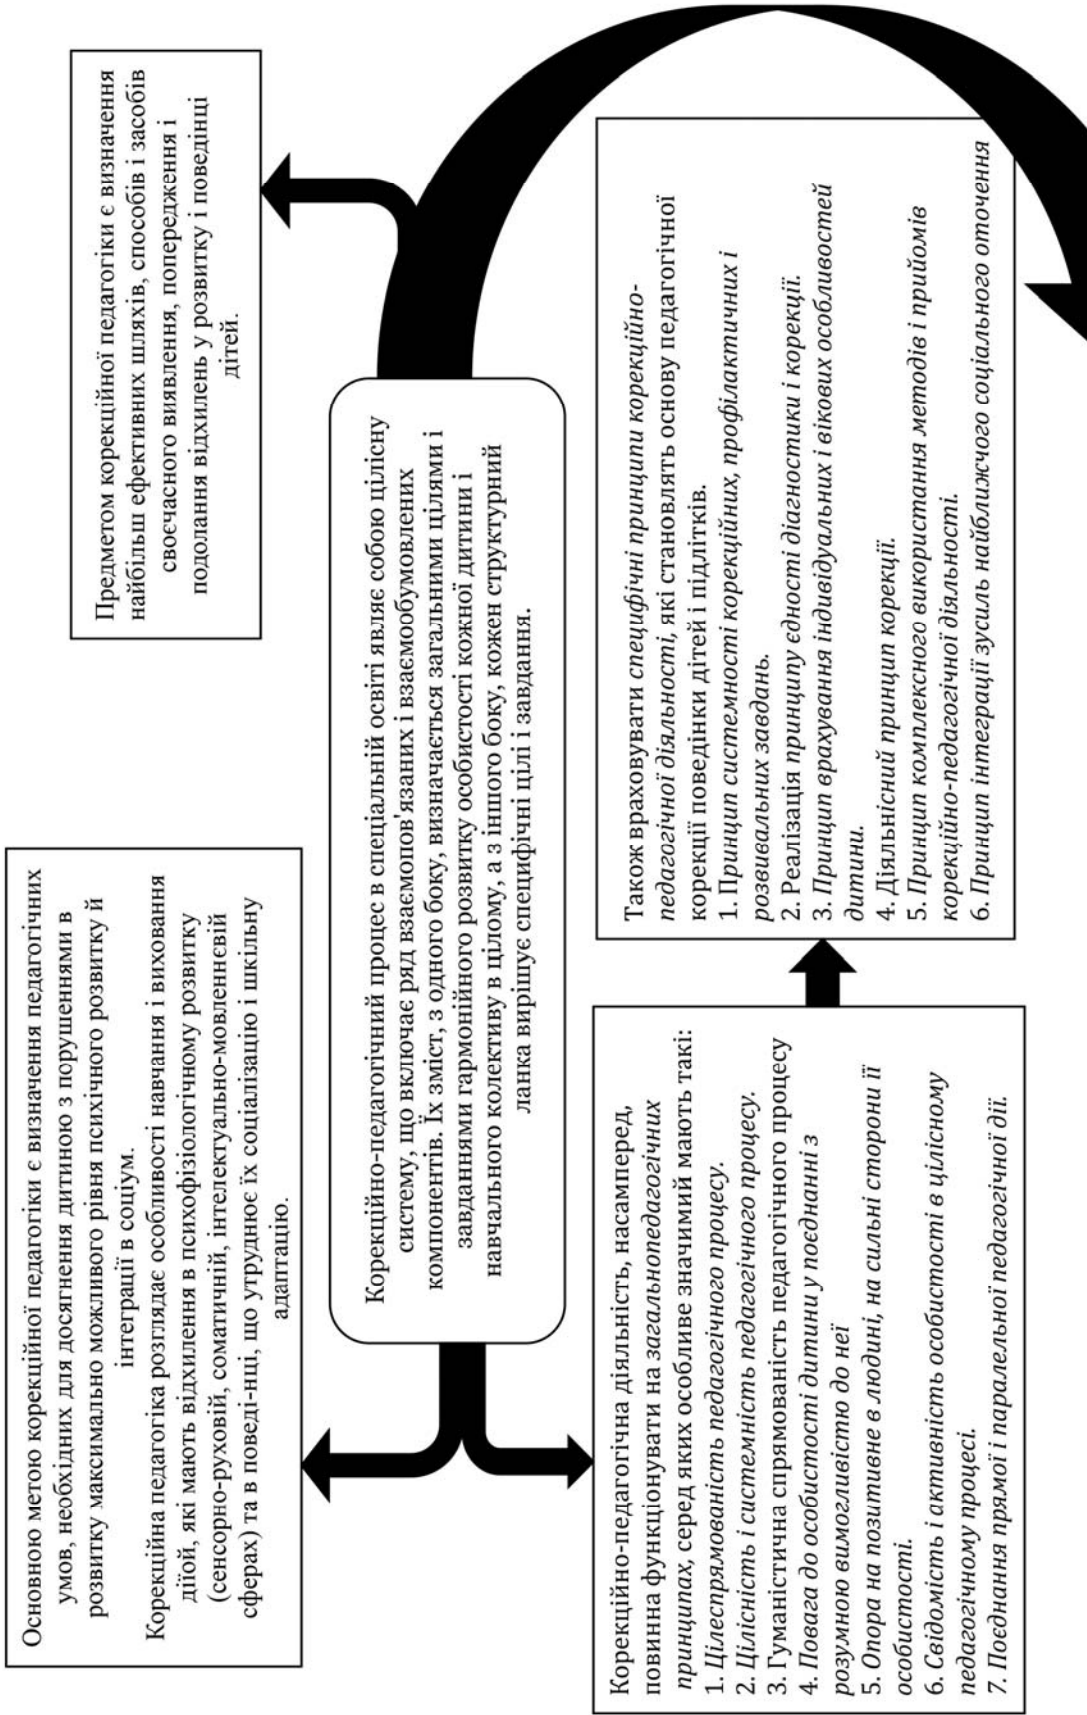 Основною метою корекційної педагогіки є визначення педагогічних
умов, необхідних для досягнення дитиною з порушеннями в
розвитку максимально можливого рівня психічного розвитку й
інтеграції в соціум.
Корекційна педагогіка розглядає особливості навчання і виховання
діїой, які мають відхилення в психофізіологічному розвитку
(сенсорно-руховій, соматичній, інтелектуально-мовленнєвій
сферах) та в поведі-нці, що утруднює їх соціалізацію і шкільну
адаптацію.
Предметом корекційної педагогіки є визначення
найбільш ефективних шляхів, способів і засобів
своєчасного виявлення, попередження і
подолання відхилень у розвитку і поведінці
дітей.
Корекційно-педагогічний процес в спеціальній освіті являє собою цілісну
систему, що включає ряд взаємопов'язаних і взаємообумовлених
компонентів. Їх зміст, з одного боку, визначається загальними цілями і
завданнями гармонійного розвитку особистості кожної дитини і
навчального колективу в цілому, а з іншого боку, кожен структурний
ланка вирішує специфічні цілі і завдання.
Корекційно-педагогічна діяльність, насамперед,
повинна функціонувати на загальнопедагогічних
принципах, серед яких особливе значимий мають такі:
1. Цілеспрямованість педагогічного процесу.
2. Цілісність і системність педагогічного процесу.
3. Гуманістична спрямованість педагогічного процесу
4. Повага до особистості дитини у поєднанні з
розумною вимогливістю до неї
5. Опора на позитивне в людині, на сильні сторони її
особистості.
6. Свідомість і активність особистості в цілісному
педагогічному процесі.
7. Поєднання прямої і паралельної педагогічної дії.
Також враховувати специфічні принципи корекційно-
педагогічної діяльності, які становлять основу педагогічної
корекції поведінки дітей і підлітків.
1. Принцип системності корекційних, профілактичних і
розвивальних завдань.
2. Реалізація принципу єдності діагностики і корекції.
3. Принцип врахування індивідуальних і вікових особливостей
дитини.
4. Діяльнісний принцип корекції.
5. Принцип комплексного використання методів і прийомів
корекційно-педагогічної діяльності.
6. Принцип інтеграції зусиль найближчого соціального оточення